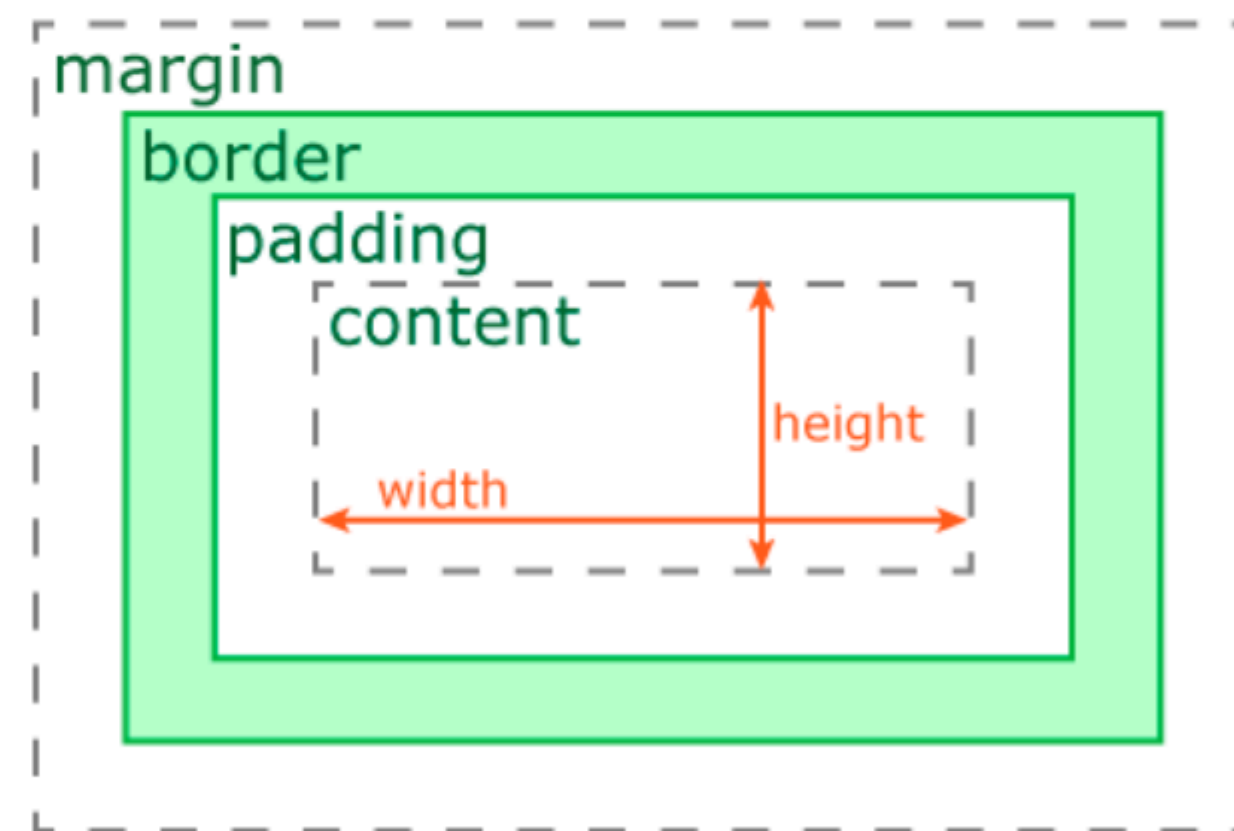 margin
border
padding
content
height
width